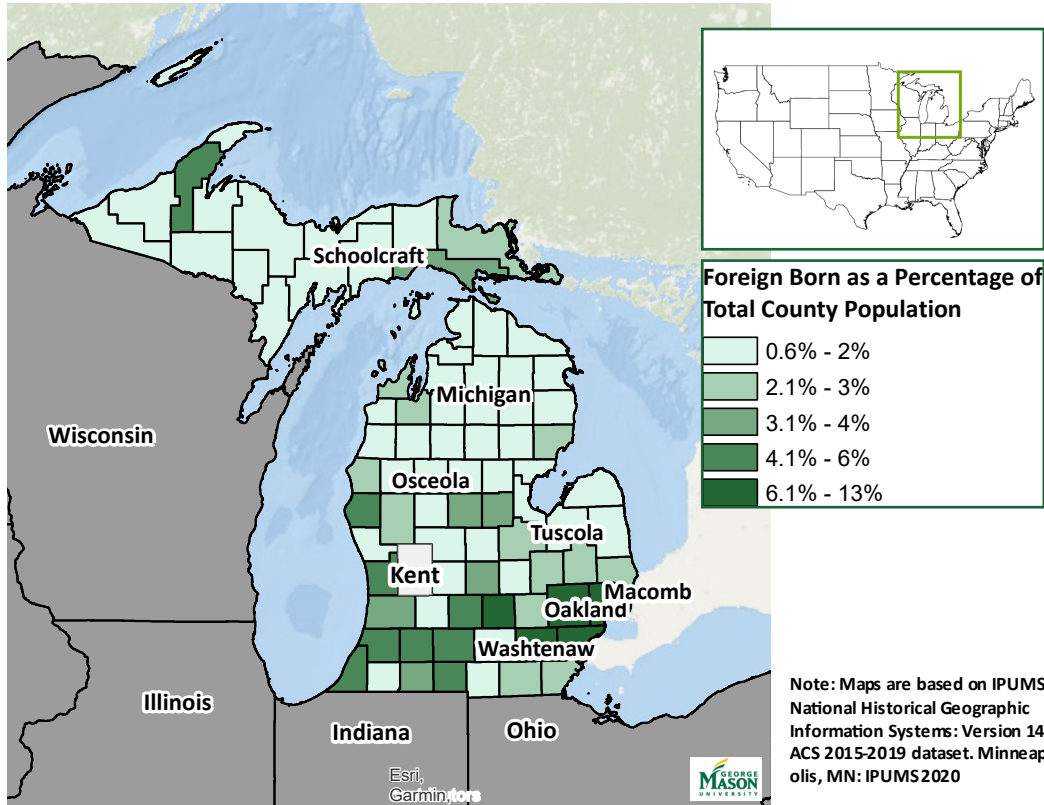 Schoolcraft
Michigan
Wisconsin
Osceola
Tuscola
Kent
Macomb
Oakland
Washtenaw
Illinois
Indiana
Ohio
Esri,
Garmin,
Foreign Born as a Percentage of
Total County Population
0.6% - 2%
2.1% - 3%
3.1% - 4%
4.1% - 6%
6.1% - 13%
Note: Maps are based on IPUMS
National Historical Geographic
Information Systems: Version 14
ACS 2015-2019 dataset. Minneap
olis, MN: IPUMS 2020
GEORGE
MASON
UNIVERSITY